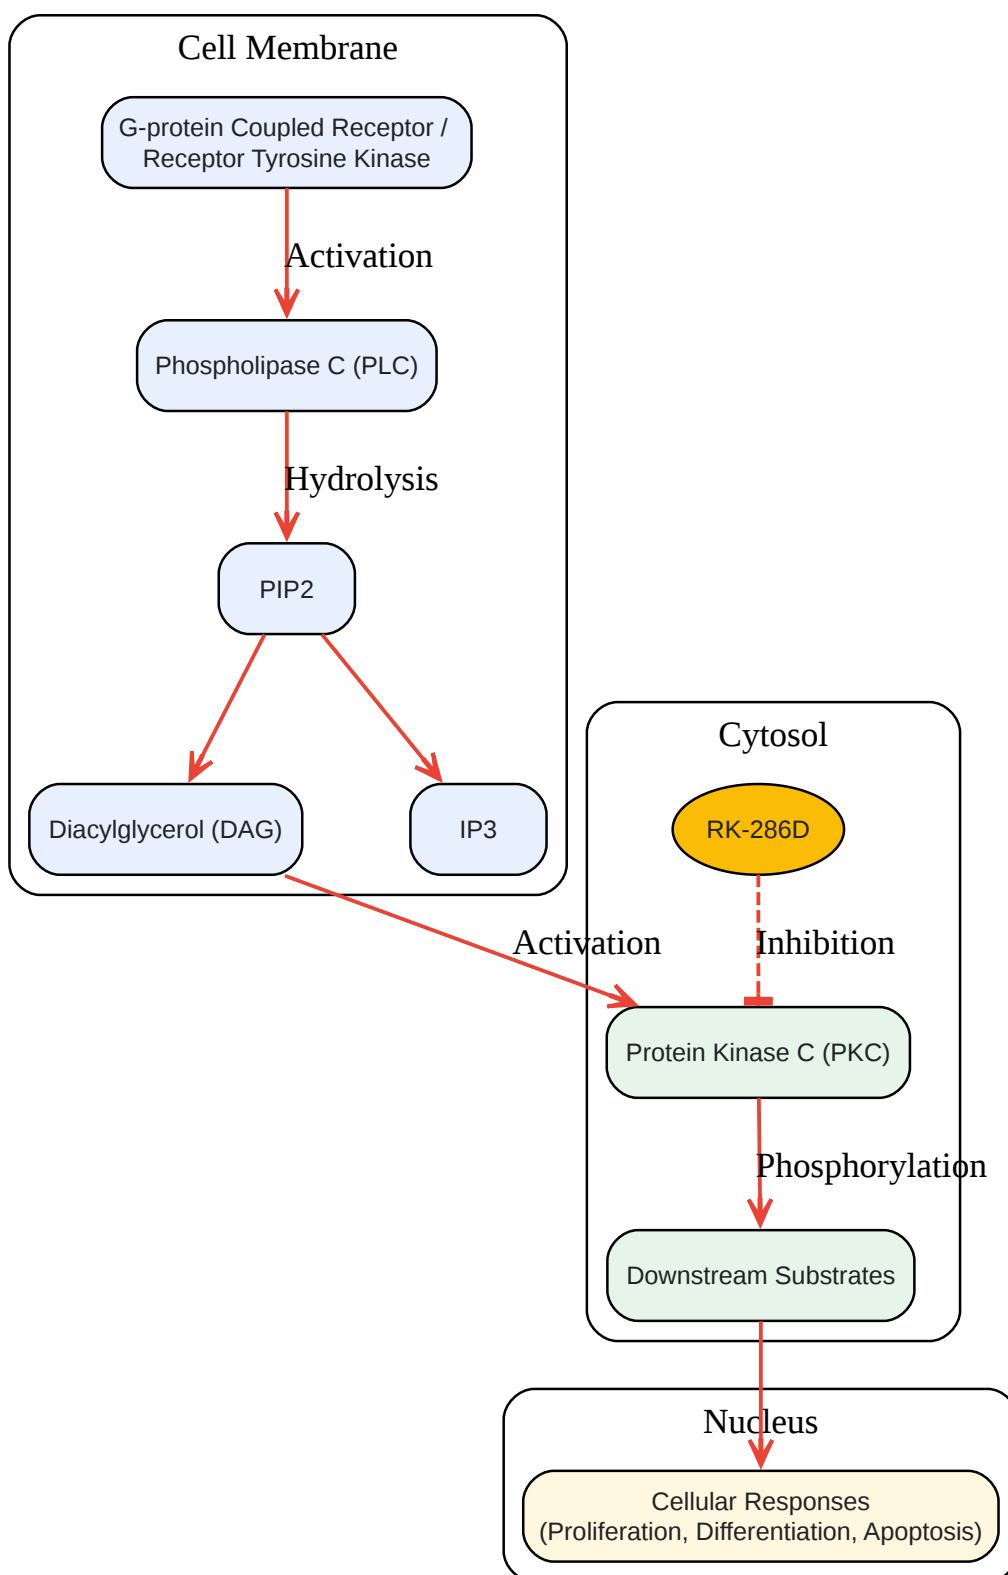 Cell Membrane
G-protein Coupled Receptor /
Receptor Tyrosine Kinase
Activation
Phospholipase C (PLC)
Hydrolysis
PIP2
Diacylglycerol (DAG)
IP3
Cytosol
RK-286D
Activation
Inhibition
Protein Kinase C (PKC)
Phosphorylation
Downstream Substrates
Nucleus
Cellular Responses
(Proliferation, Differentiation, Apoptosis)